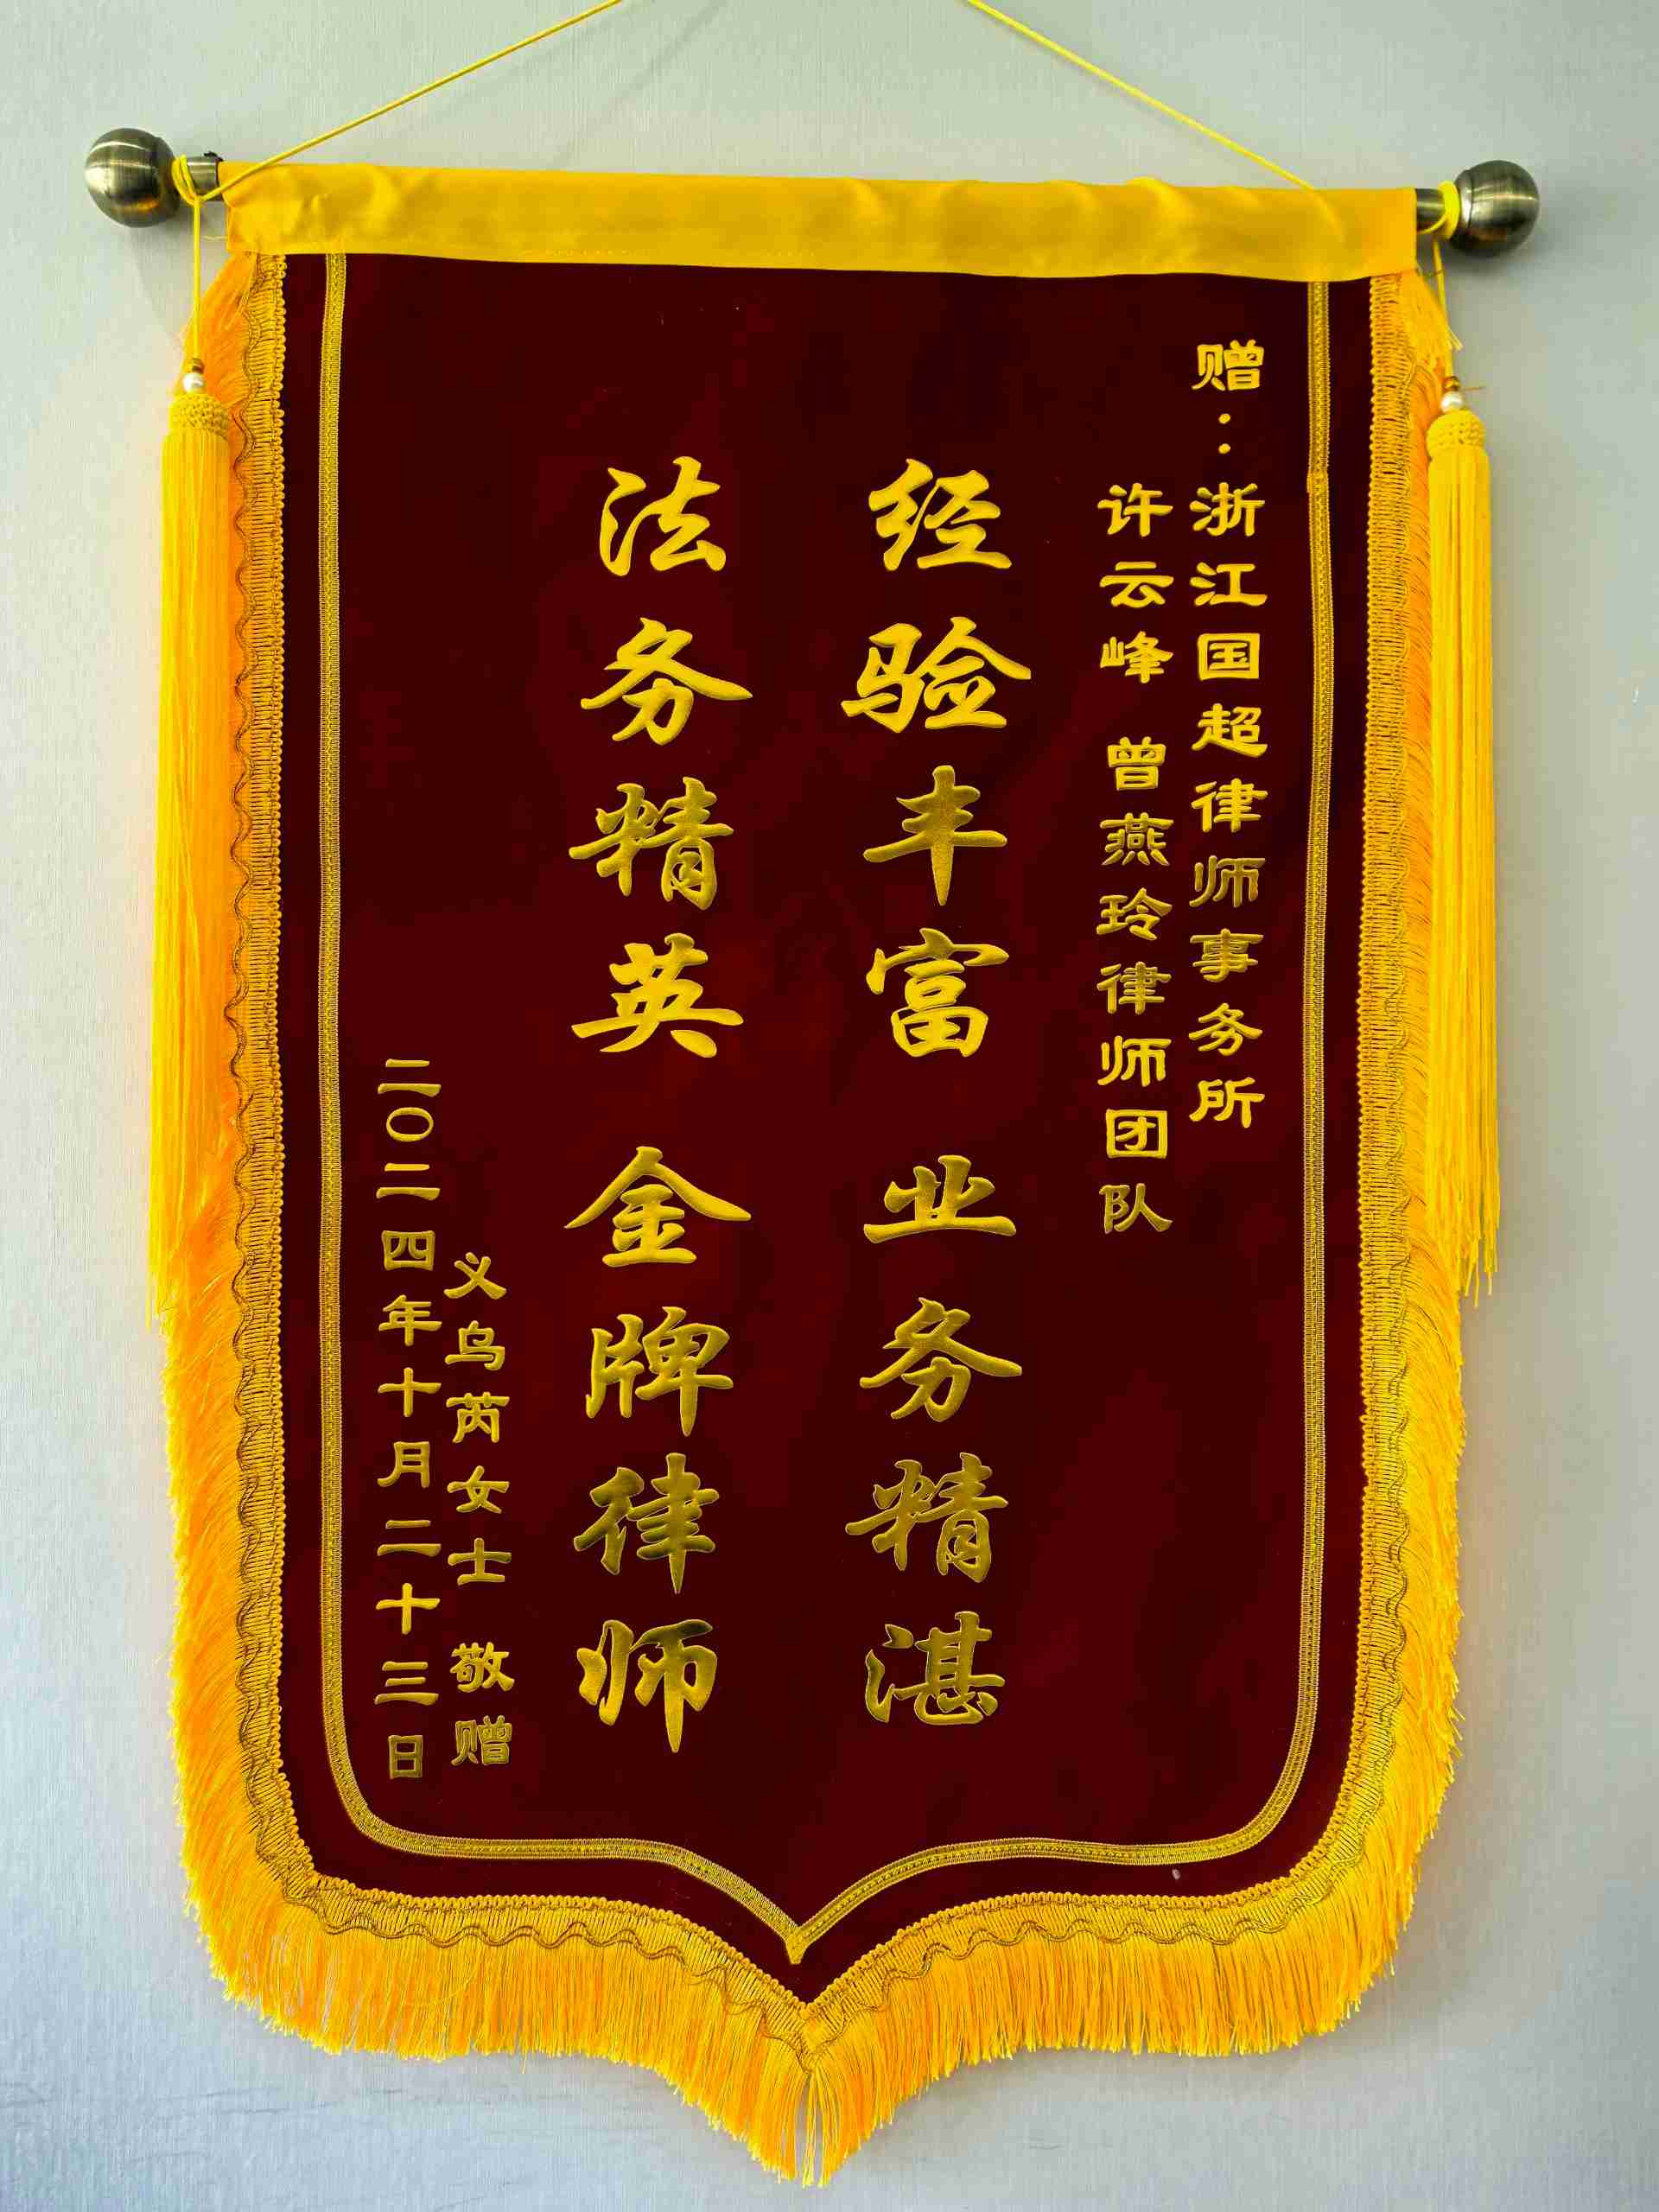 赠：浙江国超律师事务所
许云峰 曾燕玲律师团队
经验丰富 业务精湛
法务精英 金牌律师
义乌芮女士 敬赠
二〇二四年十月二十三日